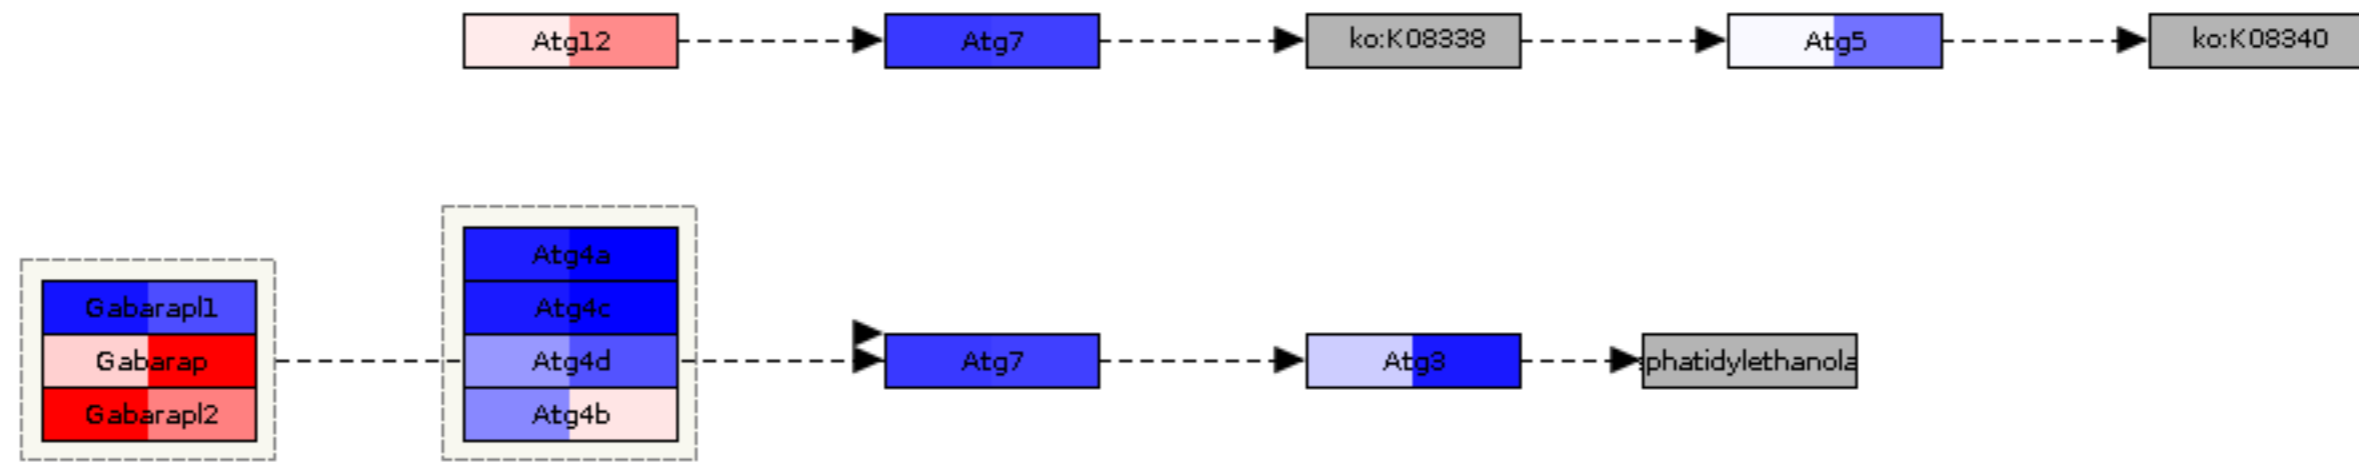 Atg12
Atg7
ko:K08338
Atg5
ko:K08340
Atg4a
Gabarapl1
Atg4c
Gabarap
Atg4d
Atg7
Atg3
phatidylethanola
Gabarapl2
Atg4b